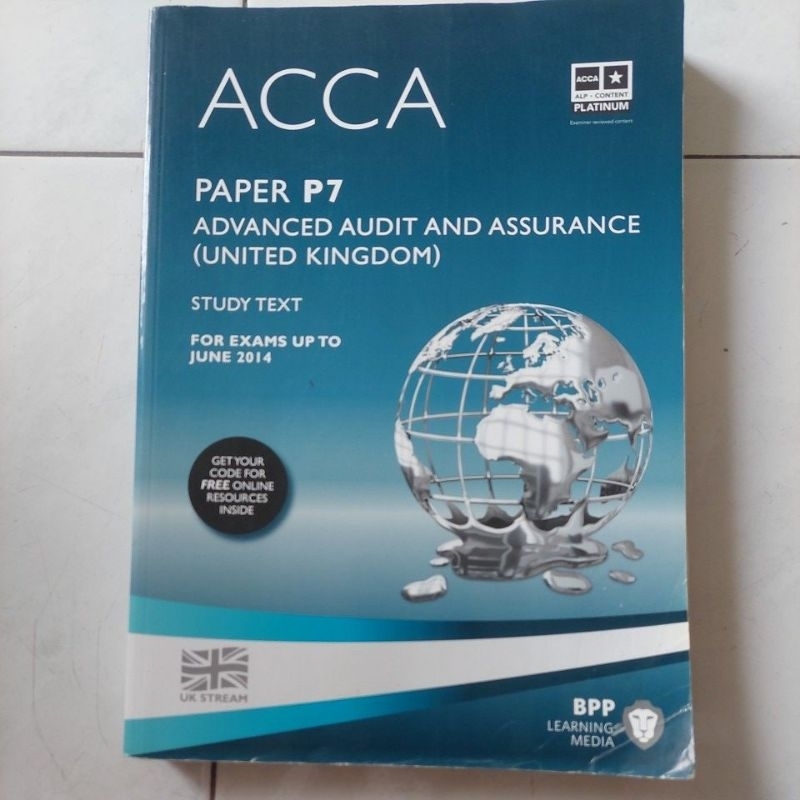 ACCA
ACCA
ALP - CONTENT
PLATINUM
Examiner reviewed content
PAPER P7
ADVANCED AUDIT AND ASSURANCE
(UNITED KINGDOM)
STUDY TEXT
FOR EXAMS UP TO
JUNE 2014
GET YOUR
CODE FOR
FREE ONLINE
RESOURCES
INSIDE
UK STREAM
BPP
LEARNING
MEDIA